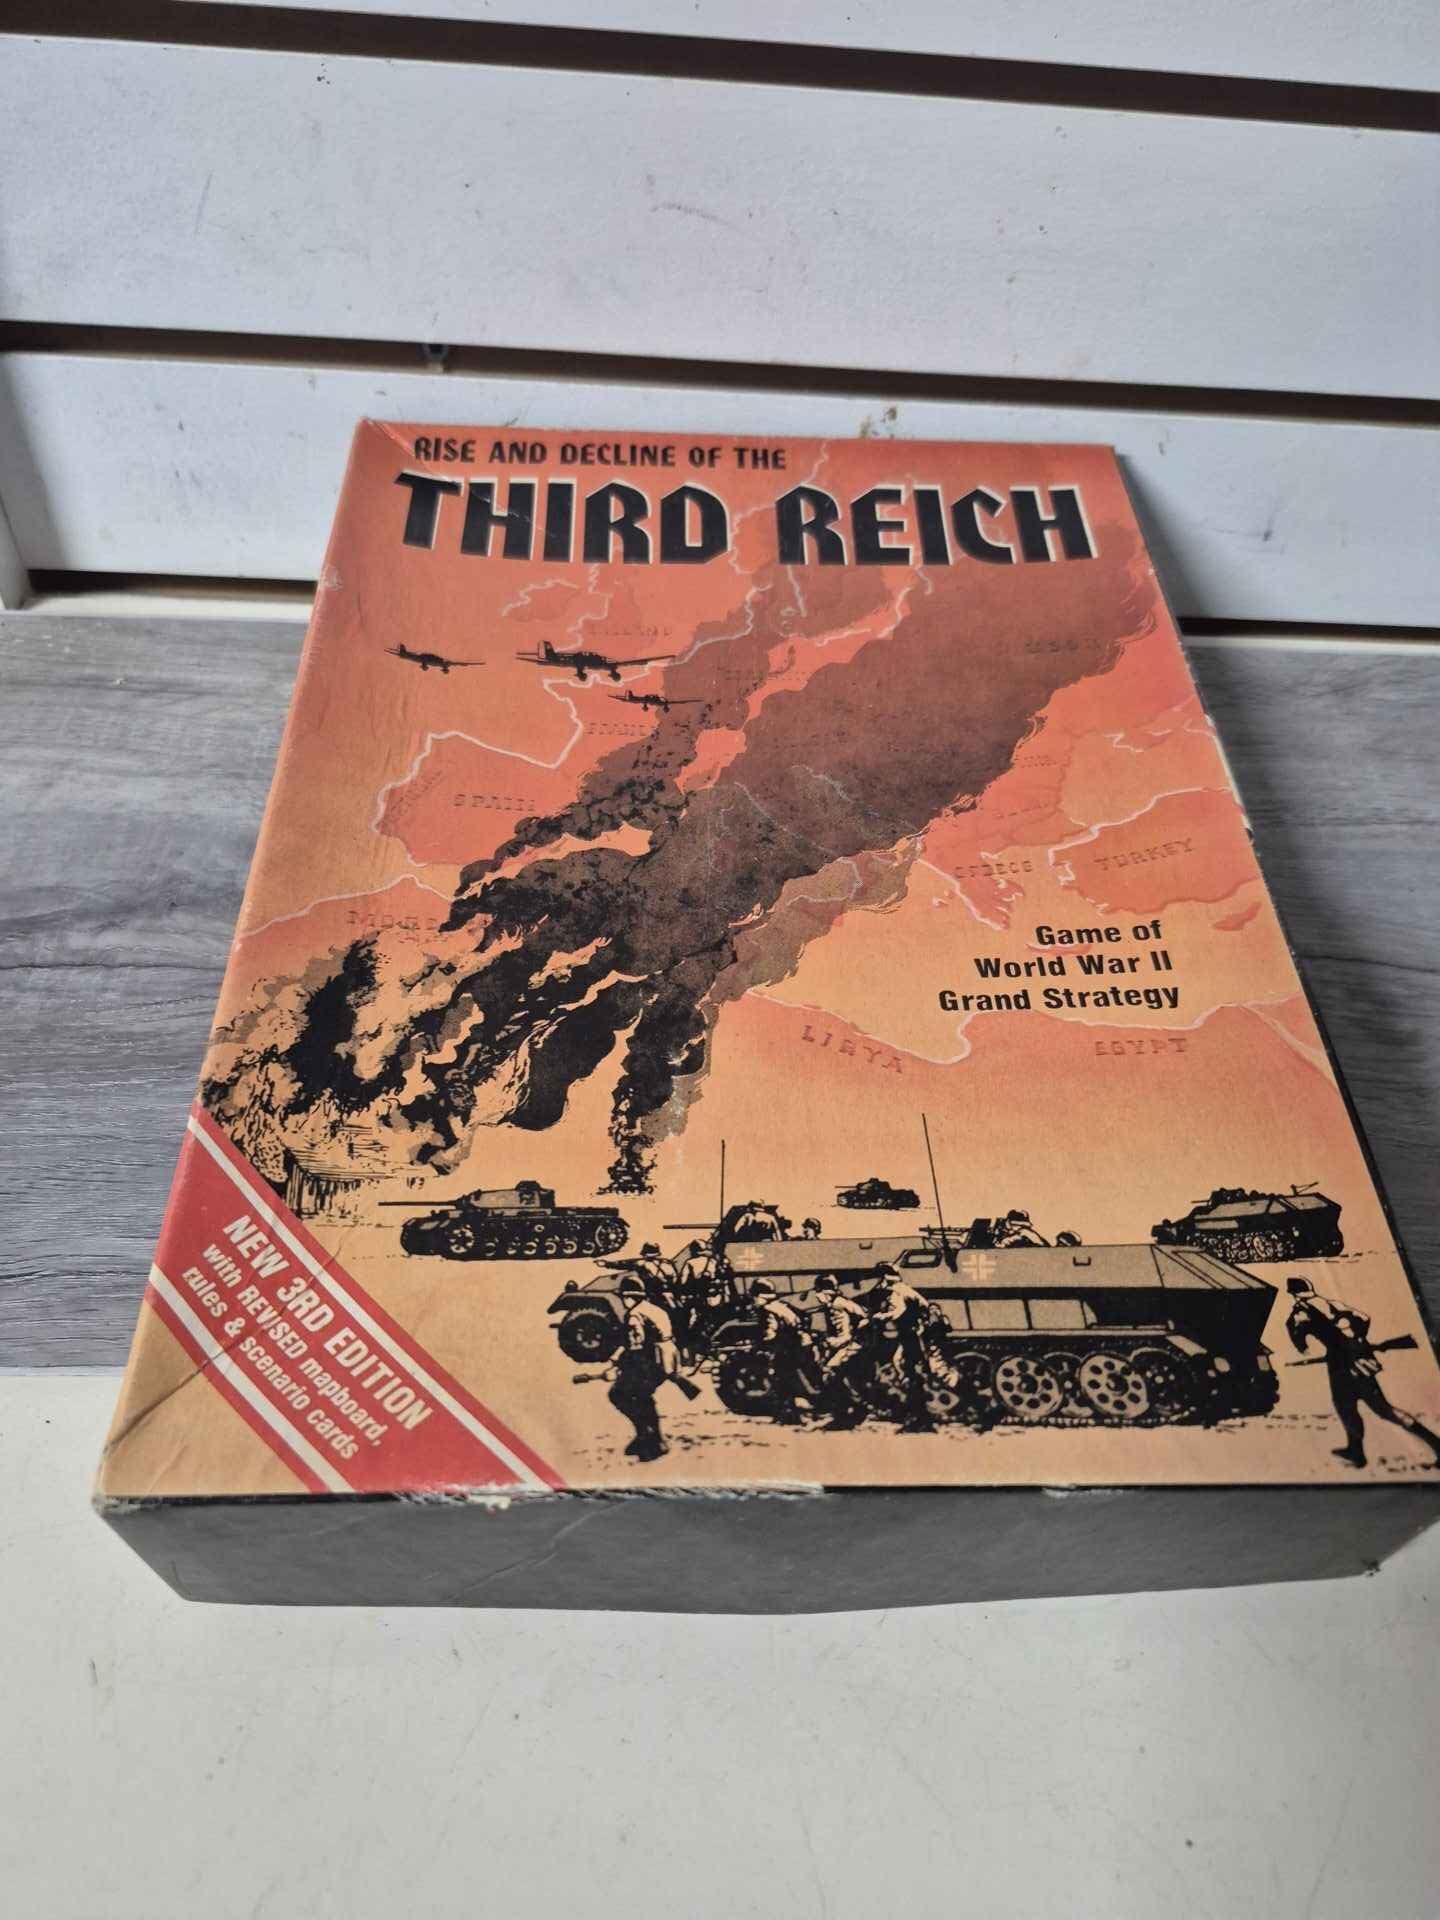 RISE AND DECLINE OF THE
THIRD REICH
USSR
SPAIN
GREECE
TURKEY
Game of
World War II
Grand Strategy
LIBYA
EGYPT
NEW 3RD EDITION
with REVISED mapboard,
rules & scenario cards